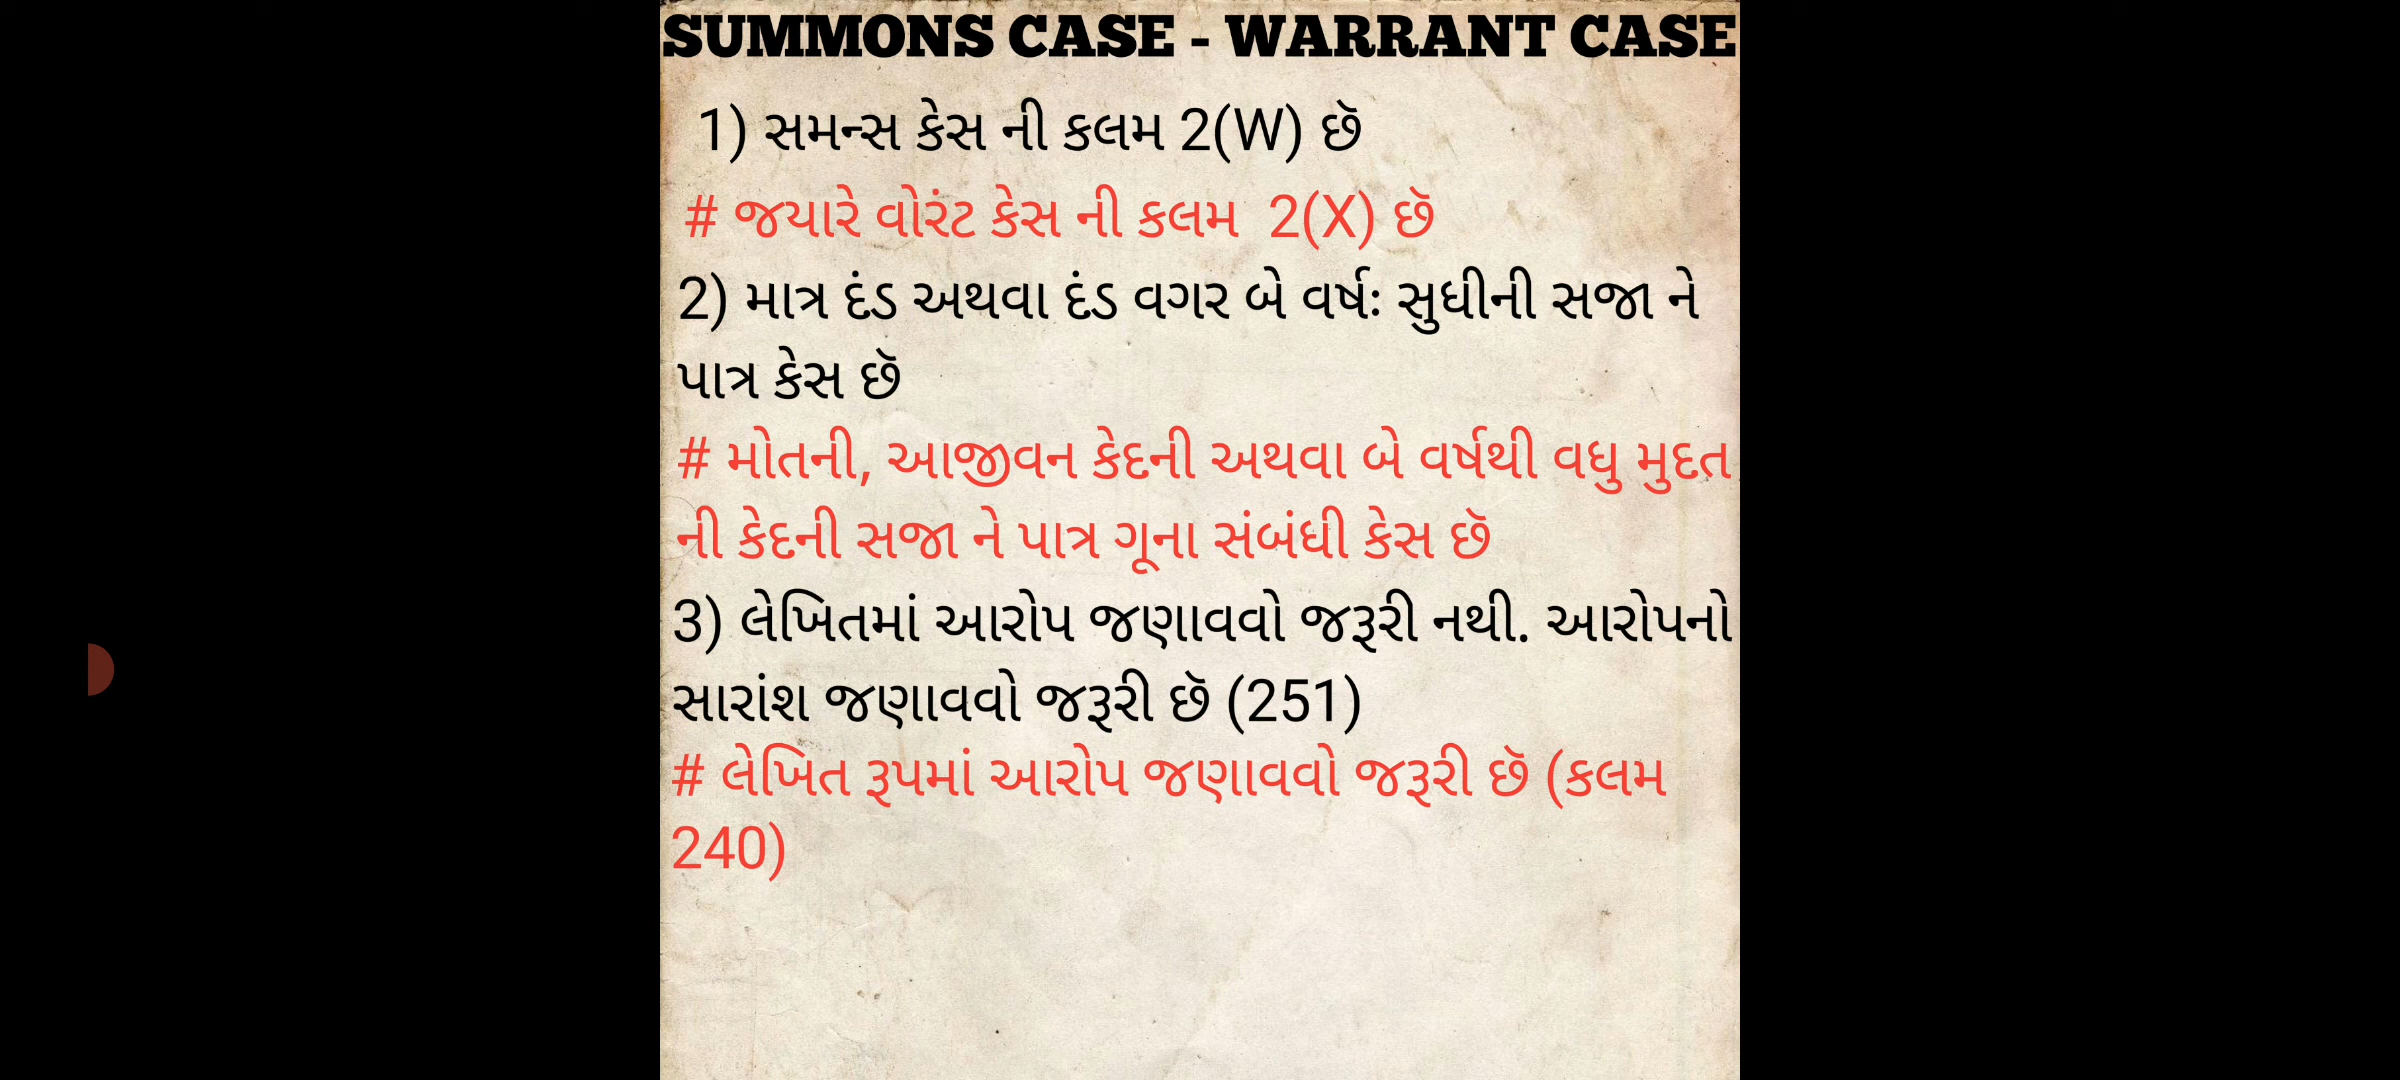 SUMMONS CASE - WARRANT CASE
1) સમન્સ કેસ ની કલમ 2(W) છૅ
# જયારે વોરંટ કેસ ની કલમ 2(X) છૅ
2) માત્ર દંડ અથવા દંડ વગર બે વર્ષઃ સુધીની સજા ને
પાત્ર કેસ છૅ
# મોતની, આજીવન કેદની અથવા બે વર્ષથી વધુ મુદત
ની કેદની સજા ને પાત્ર ગૂના સંબંધી કેસ છૅ
3) લેખિતમાં આરોપ જણાવવો જરૂરી નથી. આરોપનો
સારાંશ જણાવવો જરૂરી છૅ (251)
# લેખિત રૂપમાં આરોપ જણાવવો જરૂરી છૅ (કલમ
240)